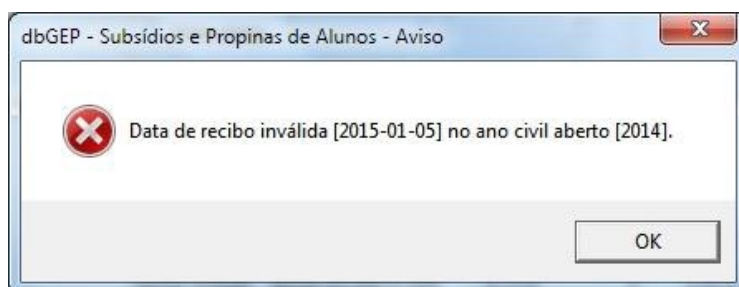 dbGEP - Subsídios e Propinas de Alunos - Aviso
Data de recibo inválida [2015-01-05] no ano civil aberto [2014].
OK